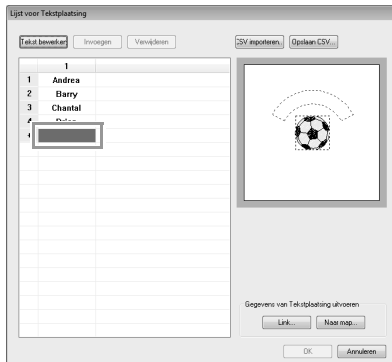 Lijst voor Tekstplaatsing
Tekst bewerken Invoegen Verwijderen CSV importeren... Opslaan CSV...
1
1 Andrea
2 Barry
3 Chantal
4
Gegevens van Tekstplaatsing uitvoeren
Link... Naar map...
OK Annuleren